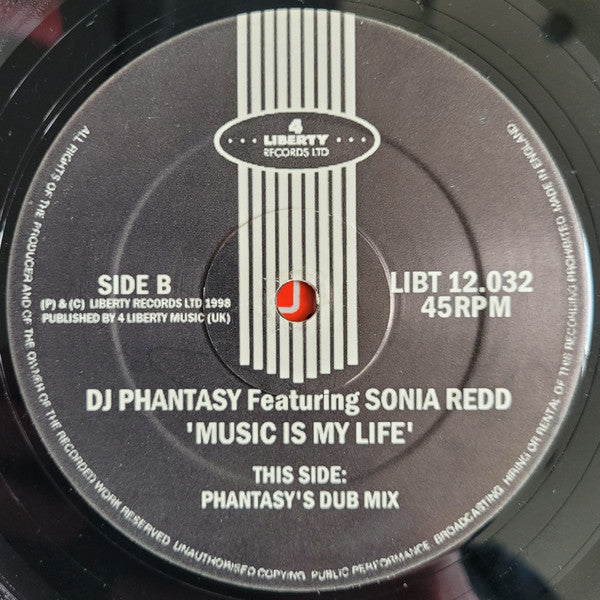 4
LIBERTY
RECORDS LTD
SIDE B
(P) & (C) LIBERTY RECORDS LTD 1998
PUBLISHED BY 4 LIBERTY MUSIC (UK)
LIBT 12.032
45RPM
J
DJ PHANTASY Featuring SONIA REDD
'MUSIC IS MY LIFE'
THIS SIDE:
PHANTASY'S DUB MIX
ALL RIGHTS OF THE PRODUCER AND OF THE OWNER OF THE RECORDED WORK RESERVED UNAUTHORISED COPYING PUBLIC PERFORMANCE BROADCASTING HIRING OR RENTAL OF THIS RECORDING PROHIBITED MADE IN ENGLAND